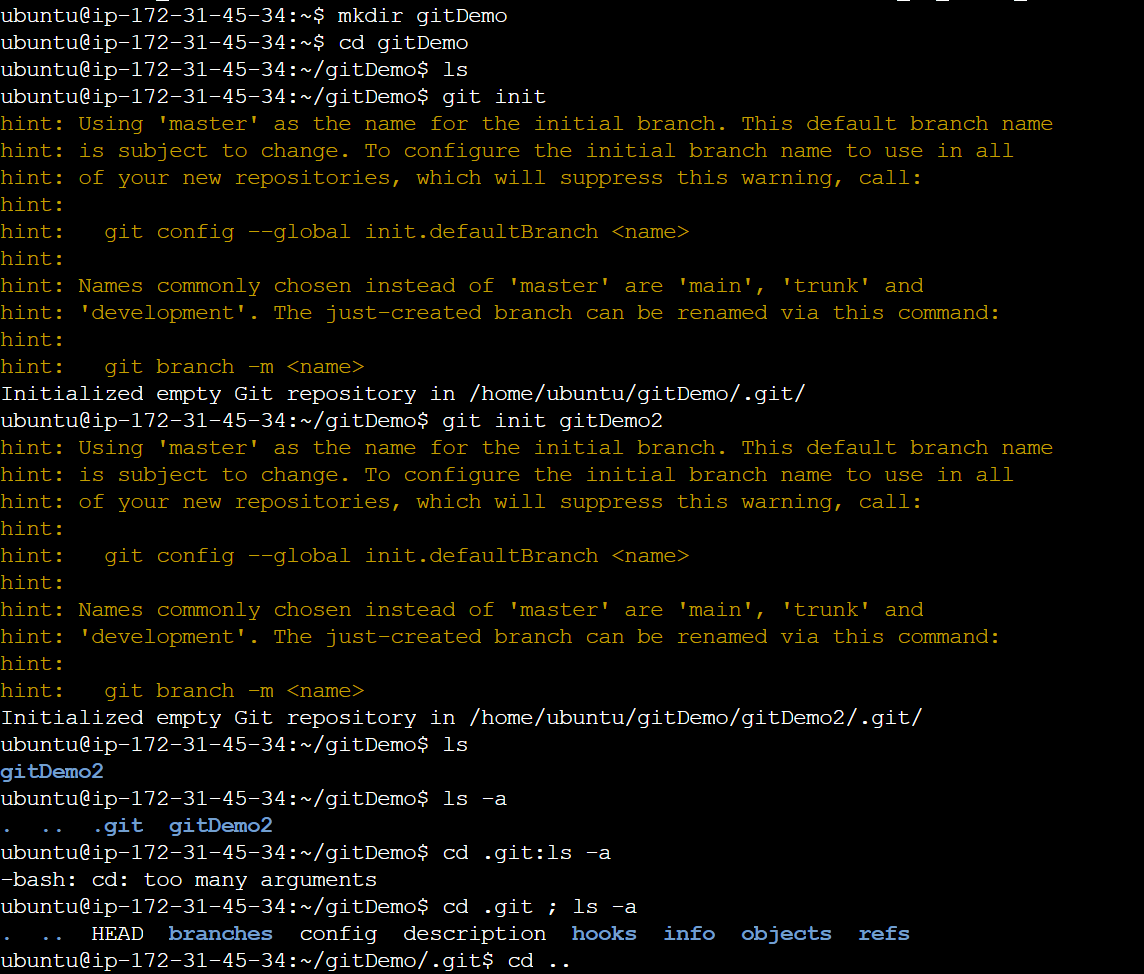 ubuntu@ip-172-31-45-34:~$ mkdir gitDemo
ubuntu@ip-172-31-45-34:~$ cd gitDemo
ubuntu@ip-172-31-45-34:~/gitDemo$ ls
ubuntu@ip-172-31-45-34:~/gitDemo$ git init
hint: Using 'master' as the name for the initial branch. This default branch name
hint: is subject to change. To configure the initial branch name to use in all
hint: of your new repositories, which will suppress this warning, call:
hint:
hint:   git config --global init.defaultBranch <name>
hint:
hint: Names commonly chosen instead of 'master' are 'main', 'trunk' and
hint: 'development'. The just-created branch can be renamed via this command:
hint:
hint:   git branch -m <name>
Initialized empty Git repository in /home/ubuntu/gitDemo/.git/
ubuntu@ip-172-31-45-34:~/gitDemo$ git init gitDemo2
hint: Using 'master' as the name for the initial branch. This default branch name
hint: is subject to change. To configure the initial branch name to use in all
hint: of your new repositories, which will suppress this warning, call:
hint:
hint:   git config --global init.defaultBranch <name>
hint:
hint: Names commonly chosen instead of 'master' are 'main', 'trunk' and
hint: 'development'. The just-created branch can be renamed via this command:
hint:
hint:   git branch -m <name>
Initialized empty Git repository in /home/ubuntu/gitDemo/gitDemo2/.git/
ubuntu@ip-172-31-45-34:~/gitDemo$ ls
gitDemo2
ubuntu@ip-172-31-45-34:~/gitDemo$ ls -a
.  ..  .git  gitDemo2
ubuntu@ip-172-31-45-34:~/gitDemo$ cd .git:ls -a
-bash: cd: too many arguments
ubuntu@ip-172-31-45-34:~/gitDemo$ cd .git ; ls -a
.  ..  HEAD  branches  config  description  hooks  info  objects  refs
ubuntu@ip-172-31-45-34:~/gitDemo/.git$ cd ..